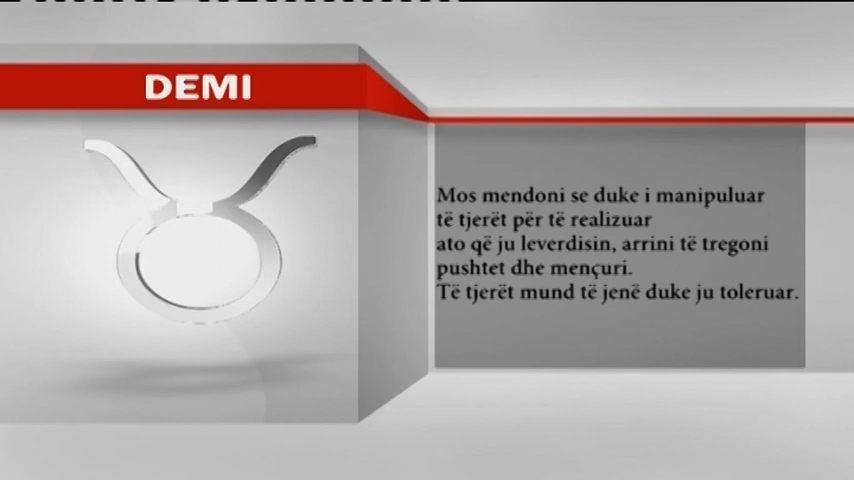 DEMI
Mos mendoni se duke i manipuluar
të tjerët për të realizuar
ato që ju leverdisin, arrini të tregoni
pushtet dhe mençuri.
Të tjerët mund të jenë duke ju toleruar.